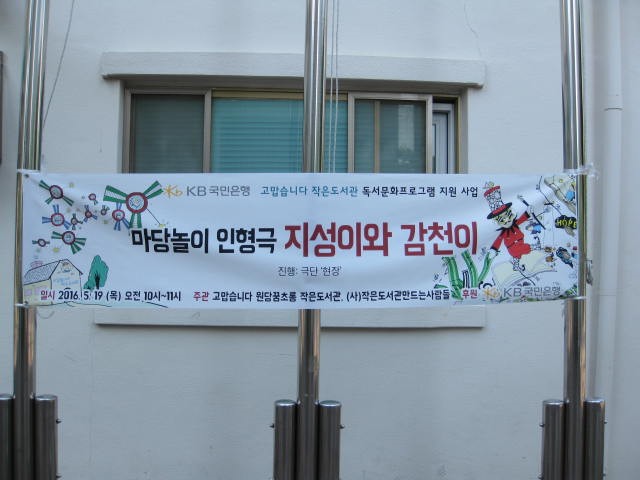 KB 국민은행 고맙습니다 작은도서관 독서문화프로그램 지원 사업
마당놀이 인형극 지성이와 감천이
진행: 극단 '현장'
일시 2016. 5. 19 (목) 오전 10시~11시 주관 고맙습니다 원담꿈초롱 작은도서관, (사)작은도서관만드는사람들 후원 KB 국민은행
HOPE